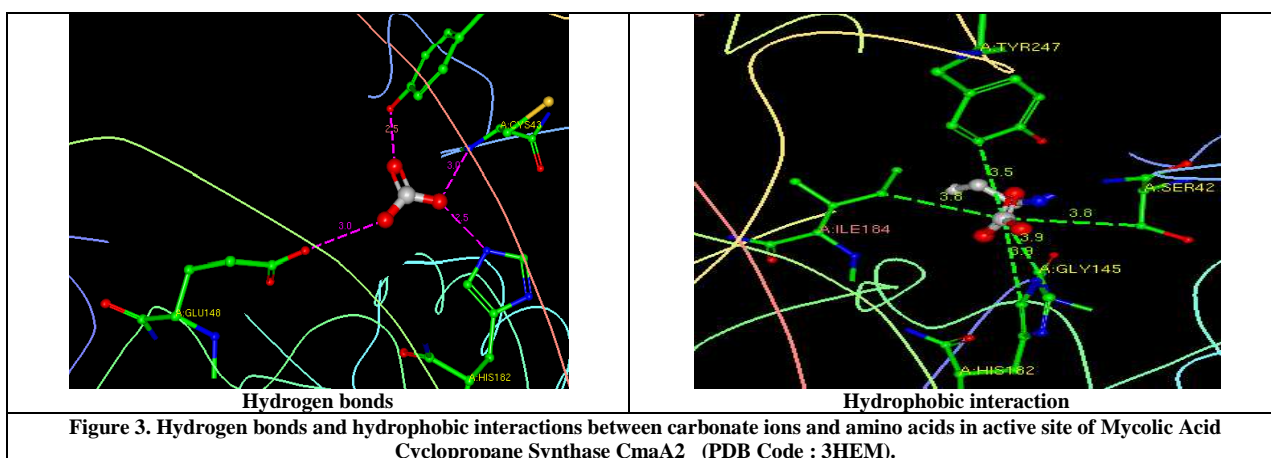 2.5
A:CYS43
3.0
2.5
3.0
A:GLU148
A:HIS182
Hydrogen bonds
A:TYR247
3.5
3.8
A:SER42
3.8
A:ILE184
3.9
3.9
A:GLY145
A:HIS182
Hydrophobic interaction
Figure 3. Hydrogen bonds and hydrophobic interactions between carbonate ions and amino acids in active site of Mycolic Acid
Cyclopropane Synthase CmaA2 (PDB Code : 3HEM).